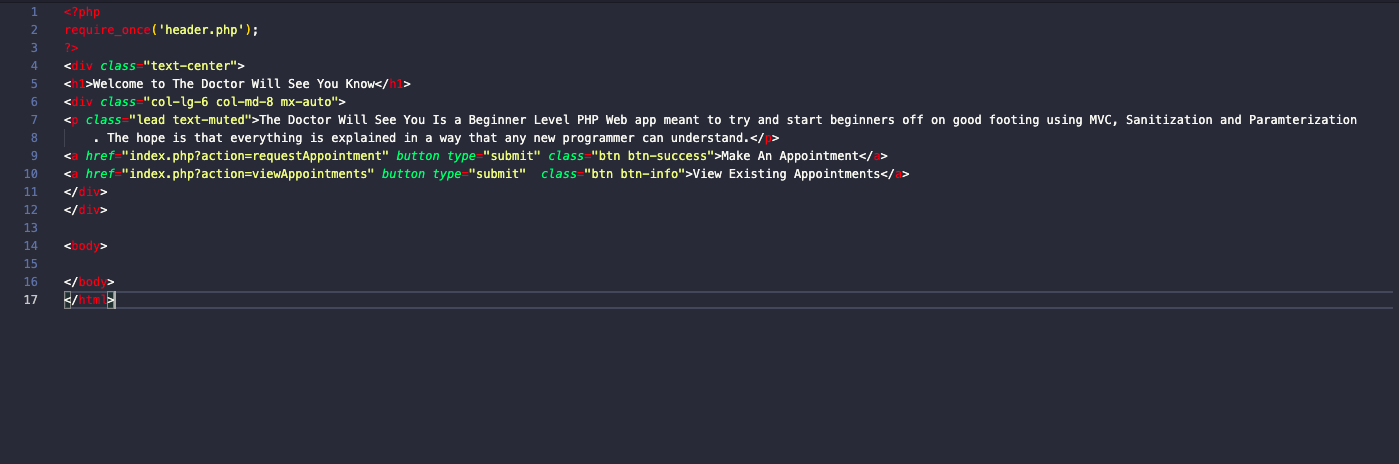 1 <?php
2 require_once('header.php');
3 ?>
4 <div class="text-center">
5 <h1>Welcome to The Doctor Will See You Know</h1>
6 <div class="col-lg-6 col-md-8 mx-auto">
7 <p class="lead text-muted">The Doctor Will See You Is a Beginner Level PHP Web app meant to try and start beginners off on good footing using MVC, Sanitization and Paramterization
8 . The hope is that everything is explained in a way that any new programmer can understand.</p>
9 <a href="index.php?action=requestAppointment" button type="submit" class="btn btn-success">Make An Appointment</a>
10 <a href="index.php?action=viewAppointments" button type="submit"  class="btn btn-info">View Existing Appointments</a>
11 </div>
12 </div>
13
14 <body>
15
16 </body>
17 </html>